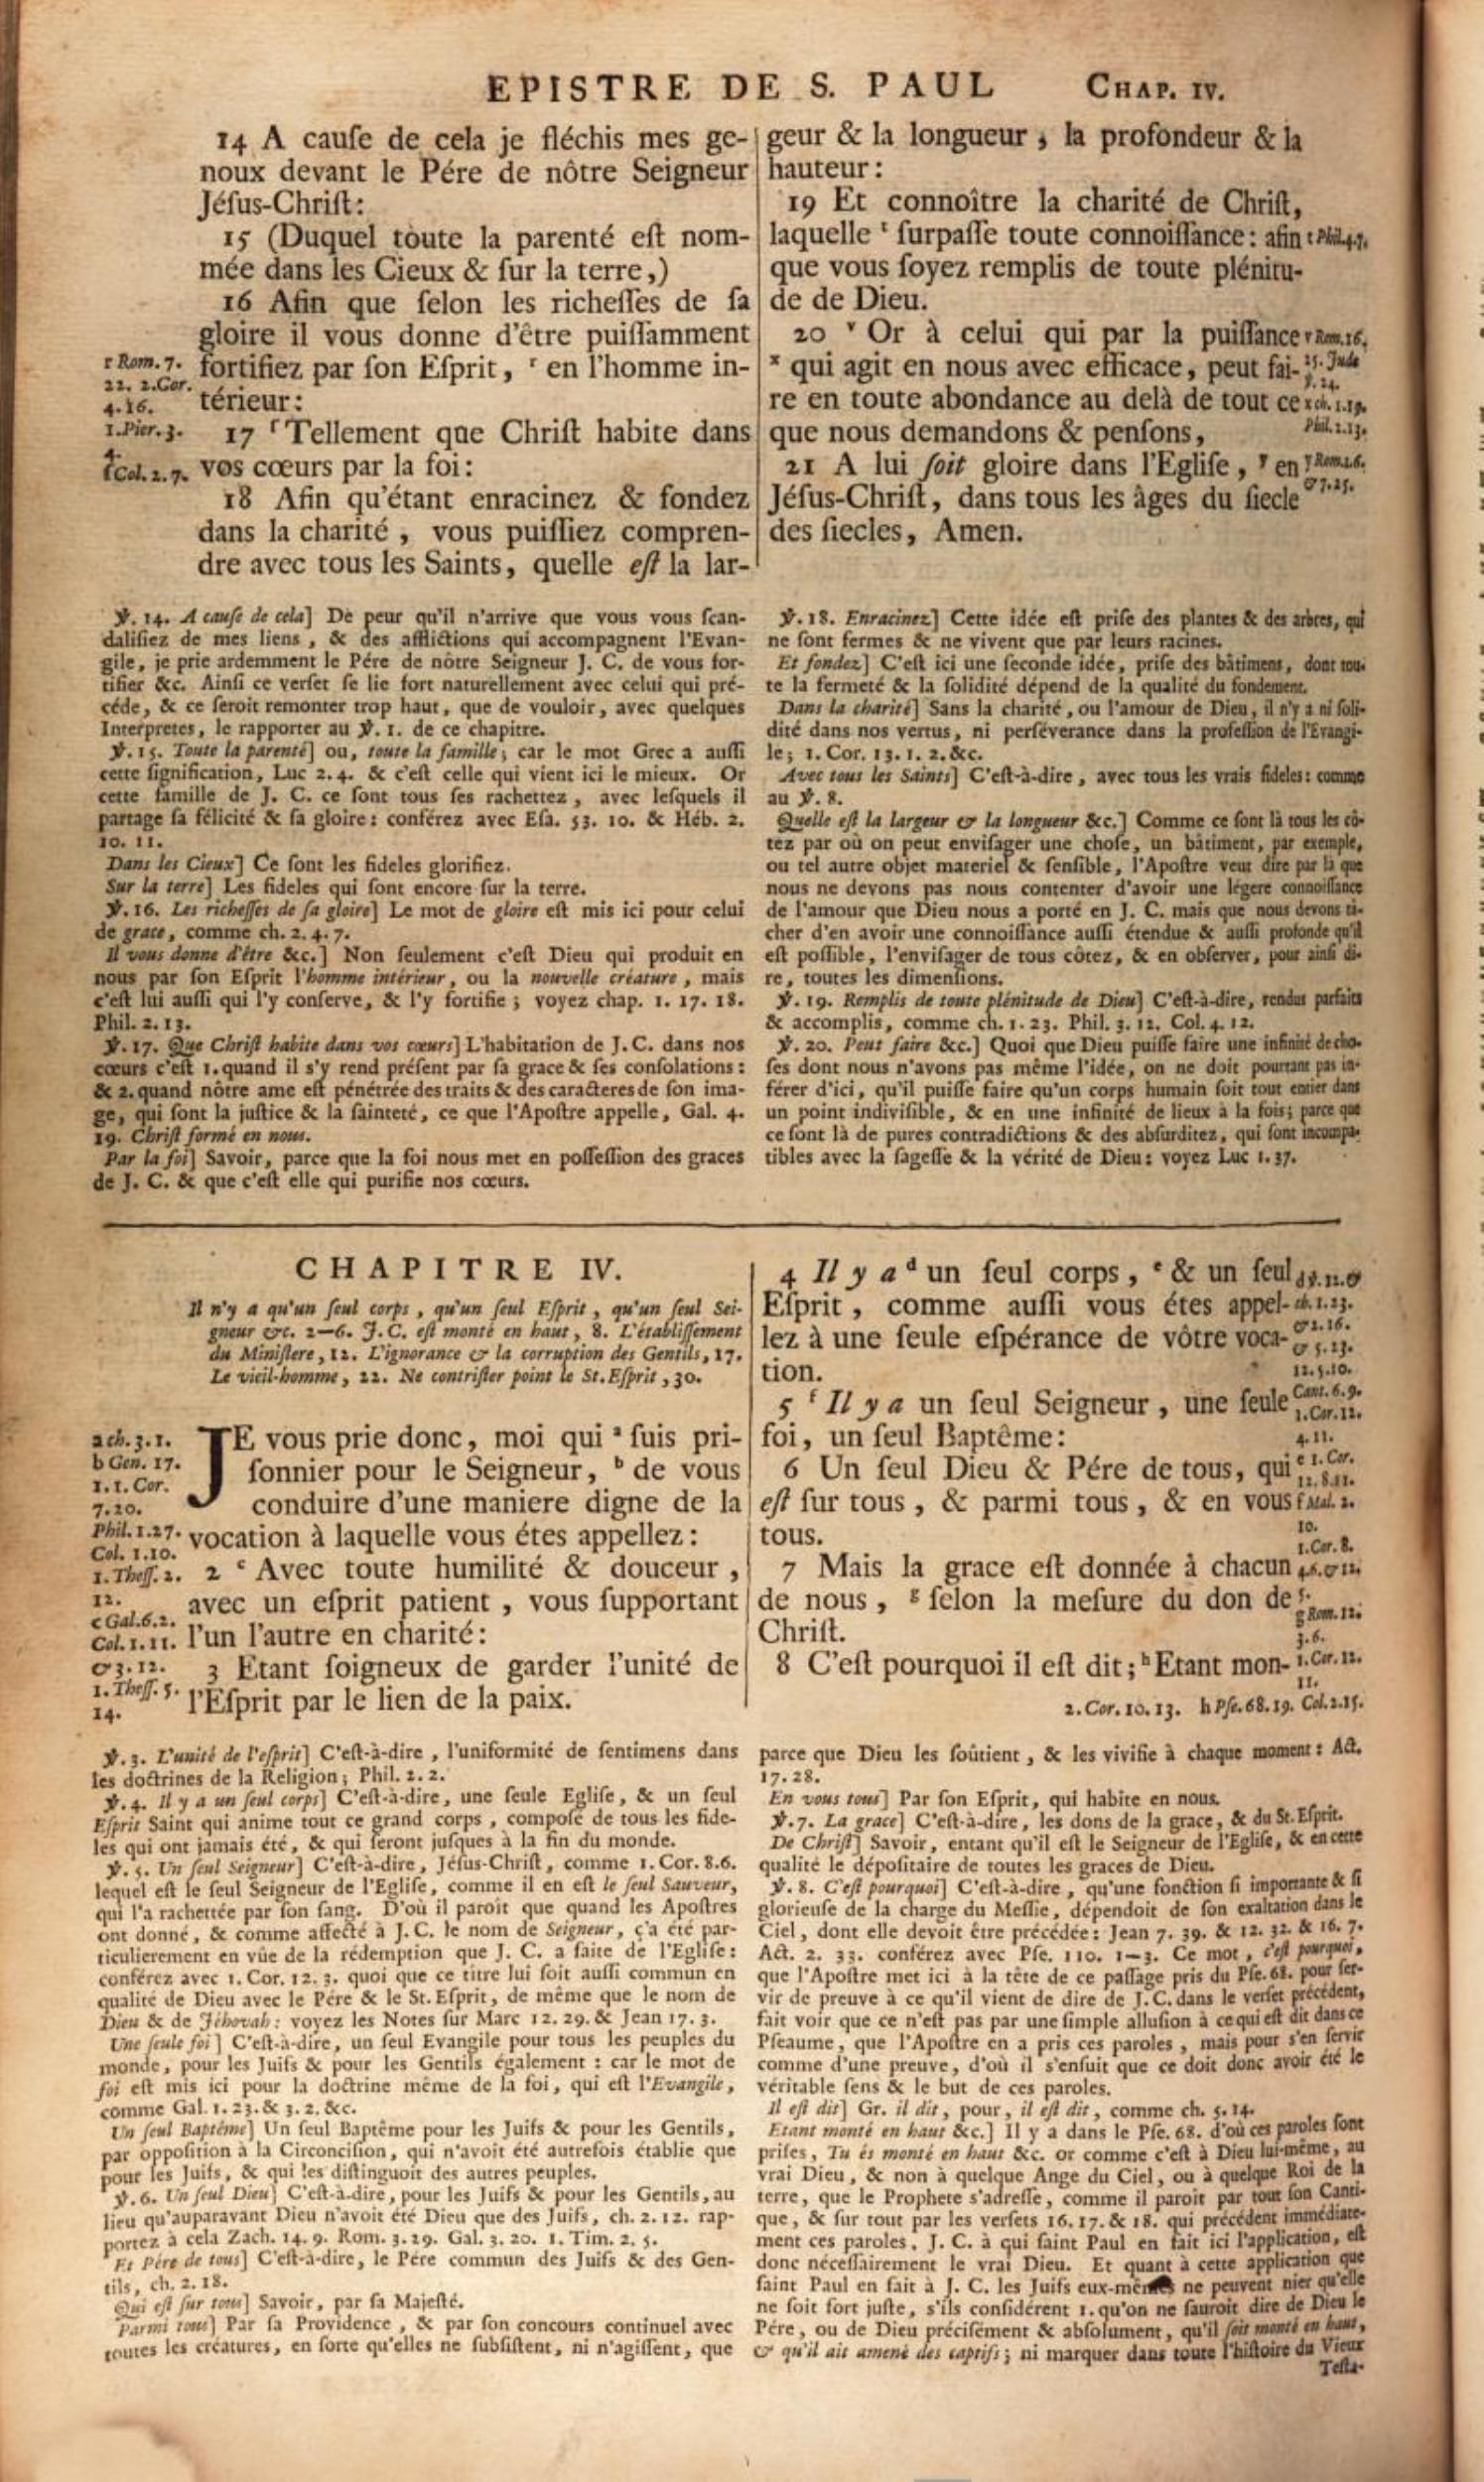 EPISTRE DE S. PAUL CHAP. IV.
14 A cauſe de cela je fléchis mes ge-
noux devant le Pére de nôtre Seigneur
Jéſus-Chriſt:
15 (Duquel toute la parenté eſt nom-
mée dans les Cieux & ſur la terre,)
16 Afin que ſelon les richeſſes de ſa
gloire il vous donne d'être puiſſamment
fortifiez par ſon Eſprit, ʳ en l'homme in-
térieur:
17 ſ Tellement qne Chriſt habite dans
vos cœurs par la foi:
18 Afin qu'étant enracinez & fondez
dans la charité, vous puiſſiez compren-
dre avec tous les Saints, quelle eſt la lar-
r Rom. 7.
22. 2.Cor.
4.16.
1.Pier.3.
4.
ſ Col. 2.7.
geur & la longueur, la profondeur & la
hauteur:
19 Et connoître la charité de Chriſt,
laquelle ᵗ ſurpaſſe toute connoiſſance: afin
que vous ſoyez remplis de toute plénitu-
de de Dieu.
20 ᵛ Or à celui qui par la puiſſance
ˣ qui agit en nous avec efficace, peut fai-
re en toute abondance au delà de tout ce
que nous demandons & penſons,
21 A lui ſoit gloire dans l'Egliſe, ʸ en
Jéſus-Chriſt, dans tous les âges du ſiecle
des ſiecles, Amen.
t Phil.4.7.
v Rom.16.
25. Jude
℣.24.
x ch.1.19.
Phil.2.13.
y Rom.1.6.
& 7.25.
℣. 14. A cauſe de cela] De peur qu'il n'arrive que vous vous ſcan-
daliſiez de mes liens, & des afflictions qui accompagnent l'Evan-
gile, je prie ardemment le Pére de nôtre Seigneur J. C. de vous for-
tifier &c. Ainſi ce verſet ſe lie fort naturellement avec celui qui pré-
céde, & ce ſeroit remonter trop haut, que de vouloir, avec quelques
Interpretes, le rapporter au ℣. 1. de ce chapitre.
℣. 15. Toute la parenté] ou, toute la famille; car le mot Grec a auſſi
cette ſignification, Luc 2. 4. & c'eſt celle qui vient ici le mieux. Or
cette famille de J. C. ce ſont tous ſes rachettez, avec leſquels il
partage ſa félicité & ſa gloire: conférez avec Eſa. 53. 10. & Héb. 2.
10. 11.
Dans les Cieux] Ce ſont les fideles glorifiez.
Sur la terre] Les fideles qui ſont encore ſur la terre.
℣. 16. Les richeſſes de ſa gloire] Le mot de gloire eſt mis ici pour celui
de grace, comme ch. 2. 4. 7.
Il vous donne d'être &c.] Non ſeulement c'eſt Dieu qui produit en
nous par ſon Eſprit l'homme intérieur, ou la nouvelle créature, mais
c'eſt lui auſſi qui l'y conſerve, & l'y fortifie; voyez chap. 1. 17. 18.
Phil. 2. 13.
℣. 17. Que Chriſt habite dans vos cœurs] L'habitation de J. C. dans nos
cœurs c'eſt 1. quand il s'y rend préſent par ſa grace & ſes conſolations:
& 2. quand nôtre ame eſt pénétrée des traits & des caracteres de ſon ima-
ge, qui ſont la juſtice & la ſainteté, ce que l'Apoſtre appelle, Gal. 4.
19. Chriſt formé en nous.
Par la foi] Savoir, parce que la foi nous met en poſſeſſion des graces
de J. C. & que c'eſt elle qui purifie nos cœurs.
℣. 18. Enracinez] Cette idée eſt priſe des plantes & des arbres, qui
ne ſont fermes & ne vivent que par leurs racines.
Et fondez] C'eſt ici une ſeconde idée, priſe des bâtimens, dont tou-
te la fermeté & la ſolidité dépend de la qualité du fondement.
Dans la charité] Sans la charité, ou l'amour de Dieu, il n'y a ni ſoli-
dité dans nos vertus, ni perſévérance dans la profeſſion de l'Evangi-
le; 1. Cor. 13. 1. 2. &c.
Avec tous les Saints] C'eſt-à-dire, avec tous les vrais fideles: comme
au ℣. 8.
Quelle eſt la largeur & la longueur &c.] Comme ce ſont là tous les cô-
tez par où on peut enviſager une choſe, un bâtiment, par exemple,
ou tel autre objet materiel & ſenſible, l'Apoſtre veut dire par là que
nous ne devons pas nous contenter d'avoir une légere connoiſſance
de l'amour que Dieu nous a porté en J. C. mais que nous devons tâ-
cher d'en avoir une connoiſſance auſſi étendue & auſſi profonde qu'il
eſt poſſible, l'enviſager de tous côtez, & en obſerver, pour ainſi di-
re, toutes les dimenſions.
℣. 19. Remplis de toute plénitude de Dieu] C'eſt-à-dire, rendus parfaits
& accomplis, comme ch. 1. 23. Phil. 3. 12. Col. 4. 12.
℣. 20. Peut faire &c.] Quoi que Dieu puiſſe faire une infinité de cho-
ſes dont nous n'avons pas même l'idée, on ne doit pourtant pas in-
férer d'ici, qu'il puiſſe faire qu'un corps humain ſoit tout entier dans
un point indiviſible, & en une infinité de lieux à la fois; parce que
ce ſont là de pures contradictions & des abſurditez, qui ſont incompa-
tibles avec la ſageſſe & la vérité de Dieu: voyez Luc 1. 37.
CHAPITRE IV.
Il n'y a qu'un ſeul corps, qu'un ſeul Eſprit, qu'un ſeul Sei-
gneur &c. 2—6. J. C. eſt monté en haut, 8. L'établiſſement
du Miniſtere, 12. L'ignorance & la corruption des Gentils, 17.
Le vieil-homme, 22. Ne contriſter point le St. Eſprit, 30.
JE vous prie donc, moi qui ᵃ ſuis pri-
ſonnier pour le Seigneur, ᵇ de vous
conduire d'une maniere digne de la
vocation à laquelle vous étes appellez:
2 ᶜ Avec toute humilité & douceur,
avec un eſprit patient, vous ſupportant
l'un l'autre en charité:
3 Etant ſoigneux de garder l'unité de
l'Eſprit par le lien de la paix.
a ch. 3.1.
b Gen. 17.
1. 1. Cor.
7.20.
Phil. 1.27.
Col. 1.10.
1. Theſſ. 2.
12.
c Gal.6.2.
Col.1.11.
& 3.12.
1. Theſſ. 5.
14.
4 Il y a ᵈ un ſeul corps, ᵉ & un ſeul
Eſprit, comme auſſi vous étes appel-
lez à une ſeule eſpérance de vôtre voca-
tion.
5 ᶠ Il y a un ſeul Seigneur, une ſeule
foi, un ſeul Baptême:
6 Un ſeul Dieu & Pére de tous, qui
eſt ſur tous, & parmi tous, & en vous
tous.
7 Mais la grace eſt donnée à chacun
de nous, ᵍ ſelon la meſure du don de
Chriſt.
8 C'eſt pourquoi il eſt dit; ʰ Etant mon-
d ℣.12.&
ch.1.23.
& 2.16.
& 5.23.
12.5.10.
Cant. 6.9.
1.Cor.12.
4.11.
e 1. Cor.
12.8.11.
f Mal. 2.
10.
1.Cor.8.
4.6.& 12.
5.
g Rom.12.
3.6.
1.Cor.12.
11.
2. Cor. 10. 13. h Pſe. 68. 19. Col. 2. 15.
℣. 3. L'unité de l'eſprit] C'eſt-à-dire, l'uniformité de ſentimens dans
les doctrines de la Religion; Phil. 2. 2.
℣. 4. Il y a un ſeul corps] C'eſt-à-dire, une ſeule Egliſe, & un ſeul
Eſprit Saint qui anime tout ce grand corps, compoſé de tous les fide-
les qui ont jamais été, & qui ſeront juſques à la fin du monde.
℣. 5. Un ſeul Seigneur] C'eſt-à-dire, Jéſus-Chriſt, comme 1. Cor. 8. 6.
lequel eſt le ſeul Seigneur de l'Egliſe, comme il en eſt le ſeul Sauveur,
qui l'a rachettée par ſon ſang. D'où il paroît que quand les Apoſtres
ont donné, & comme affecté à J. C. le nom de Seigneur, ç'a été par-
ticulierement en vûe de la rédemption que J. C. a faite de l'Egliſe:
conférez avec 1. Cor. 12. 3. quoi que ce titre lui ſoit auſſi commun en
qualité de Dieu avec le Pére & le St. Eſprit, de même que le nom de
Dieu & de Jéhovah: voyez les Notes ſur Marc 12. 29. & Jean 17. 3.
Une ſeule foi] C'eſt-à-dire, un ſeul Evangile pour tous les peuples du
monde, pour les Juifs & pour les Gentils également: car le mot de
foi eſt mis ici pour la doctrine même de la foi, qui eſt l'Evangile,
comme Gal. 1. 23. & 3. 2. &c.
Un ſeul Baptême] Un ſeul Baptême pour les Juifs & pour les Gentils,
par oppoſition à la Circonciſion, qui n'avoit été autrefois établie que
pour les Juifs, & qui les diſtinguoit des autres peuples.
℣. 6. Un ſeul Dieu] C'eſt-à-dire, pour les Juifs & pour les Gentils, au
lieu qu'auparavant Dieu n'avoit été Dieu que des Juifs, ch. 2. 12. rap-
portez à cela Zach. 14. 9. Rom. 3. 29. Gal. 3. 20. 1. Tim. 2. 5.
Et Pére de tous] C'eſt-à-dire, le Pére commun des Juifs & des Gen-
tils, ch. 2. 18.
Qui eſt ſur tous] Savoir, par ſa Majeſté.
Parmi tous] Par ſa Providence, & par ſon concours continuel avec
toutes les créatures, en ſorte qu'elles ne ſubſiſtent, ni n'agiſſent, que
parce que Dieu les ſoûtient, & les vivifie à chaque moment: Act.
17. 28.
En vous tous] Par ſon Eſprit, qui habite en nous.
℣. 7. La grace] C'eſt-à-dire, les dons de la grace, & du St. Eſprit.
De Chriſt] Savoir, entant qu'il eſt le Seigneur de l'Egliſe, & en cette
qualité le dépoſitaire de toutes les graces de Dieu.
℣. 8. C'eſt pourquoi] C'eſt-à-dire, qu'une fonction ſi importante & ſi
glorieuſe de la charge du Meſſie, dépendoit de ſon exaltation dans le
Ciel, dont elle devoit être précédée: Jean 7. 39. & 12. 32. & 16. 7.
Act. 2. 33. conférez avec Pſe. 110. 1—3. Ce mot, c'eſt pourquoi,
que l'Apoſtre met ici à la tête de ce paſſage pris du Pſe. 68. pour ſer-
vir de preuve à ce qu'il vient de dire de J. C. dans le verſet précédent,
fait voir que ce n'eſt pas par une ſimple alluſion à ce qui eſt dit dans ce
Pſeaume, que l'Apoſtre en a pris ces paroles, mais pour s'en ſervir
comme d'une preuve, d'où il s'enſuit que ce doit donc avoir été le
véritable ſens & le but de ces paroles.
Il eſt dit] Gr. il dit, pour, il eſt dit, comme ch. 5. 14.
Etant monté en haut &c.] Il y a dans le Pſe. 68. d'où ces paroles ſont
priſes, Tu és monté en haut &c. or comme c'eſt à Dieu lui-même, au
vrai Dieu, & non à quelque Ange du Ciel, ou à quelque Roi de la
terre, que le Prophete s'adreſſe, comme il paroît par tout ſon Canti-
que, & ſur tout par les verſets 16. 17. & 18. qui précédent immédiate-
ment ces paroles. J. C. à qui ſaint Paul en fait ici l'application, eſt
donc néceſſairement le vrai Dieu. Et quant à cette application que
ſaint Paul en fait à J. C. les Juifs eux-mêmes ne peuvent nier qu'elle
ne ſoit fort juſte, s'ils conſidérent 1. qu'on ne ſauroit dire de Dieu le
Pére, ou de Dieu préciſément & abſolument, qu'il ſoit monté en haut,
& qu'il ait amené des captifs; ni marquer dans toute l'hiſtoire du Vieux
Teſta-